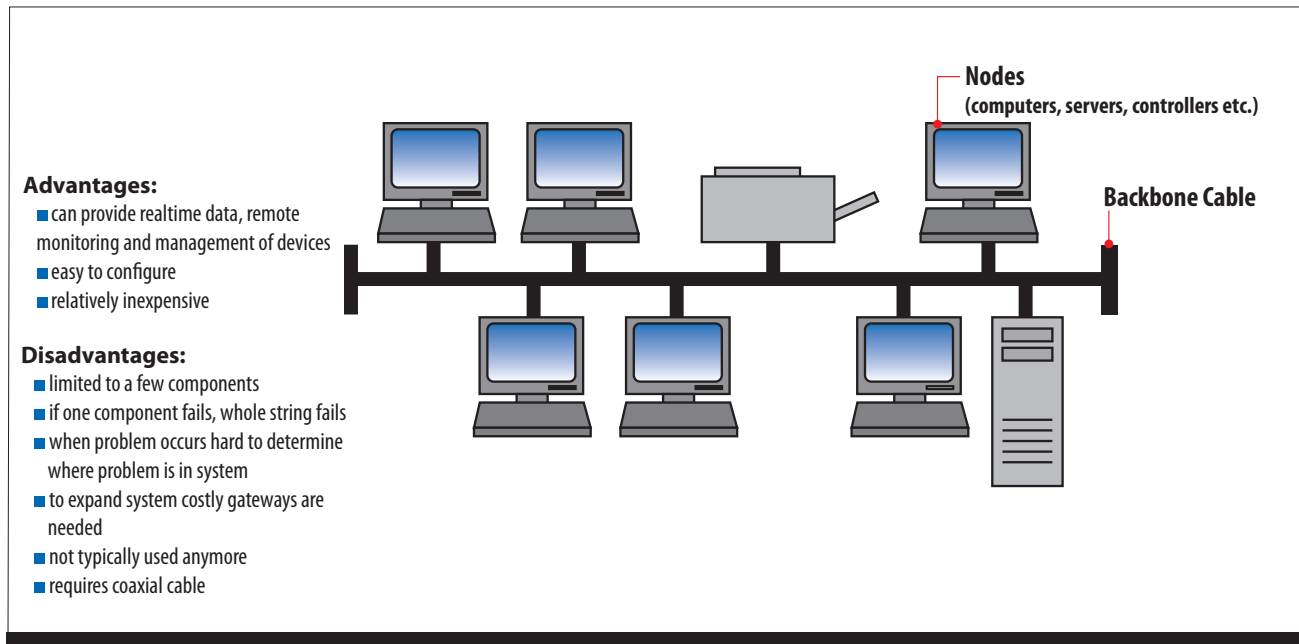 Nodes
(computers, servers, controllers etc.)
Backbone Cable
Advantages:
can provide realtime data, remote
monitoring and management of devices
easy to configure
relatively inexpensive
Disadvantages:
limited to a few components
if one component fails, whole string fails
when problem occurs hard to determine
where problem is in system
to expand system costly gateways are
needed
not typically used anymore
requires coaxial cable